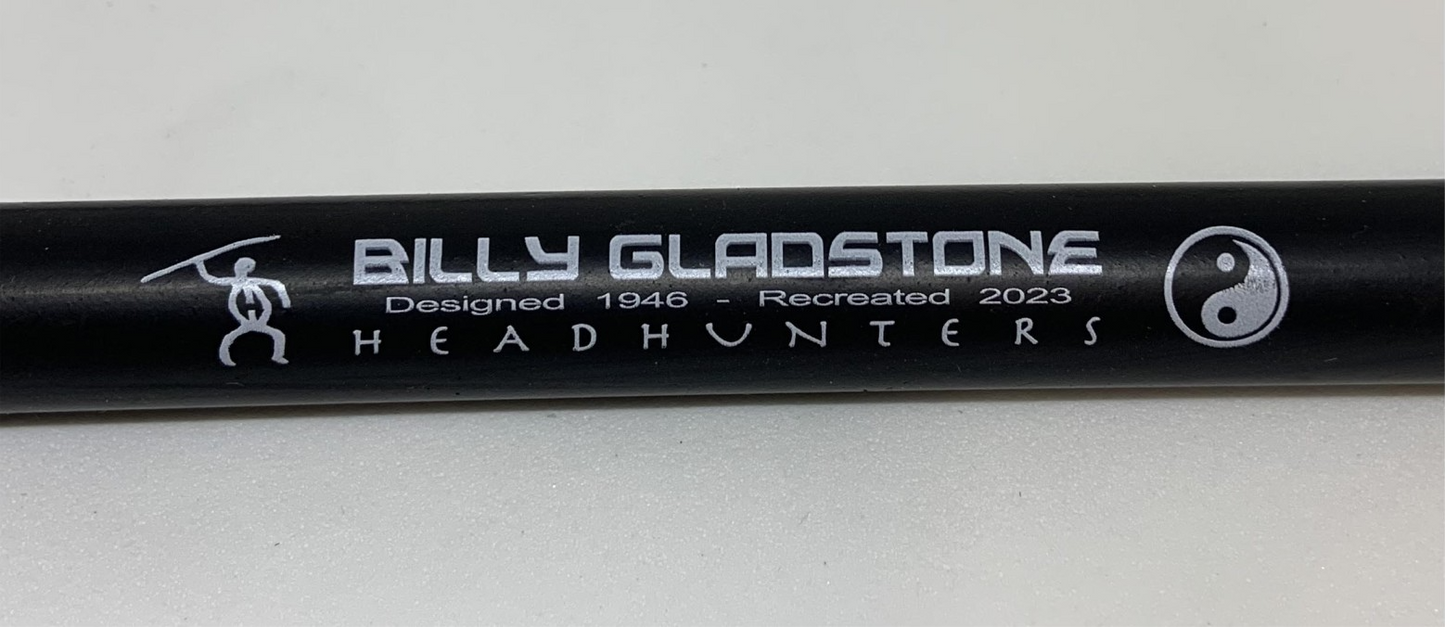 BILLY GLADSTONE
Designed 1946 - Recreated 2023
HEADHUNTERS